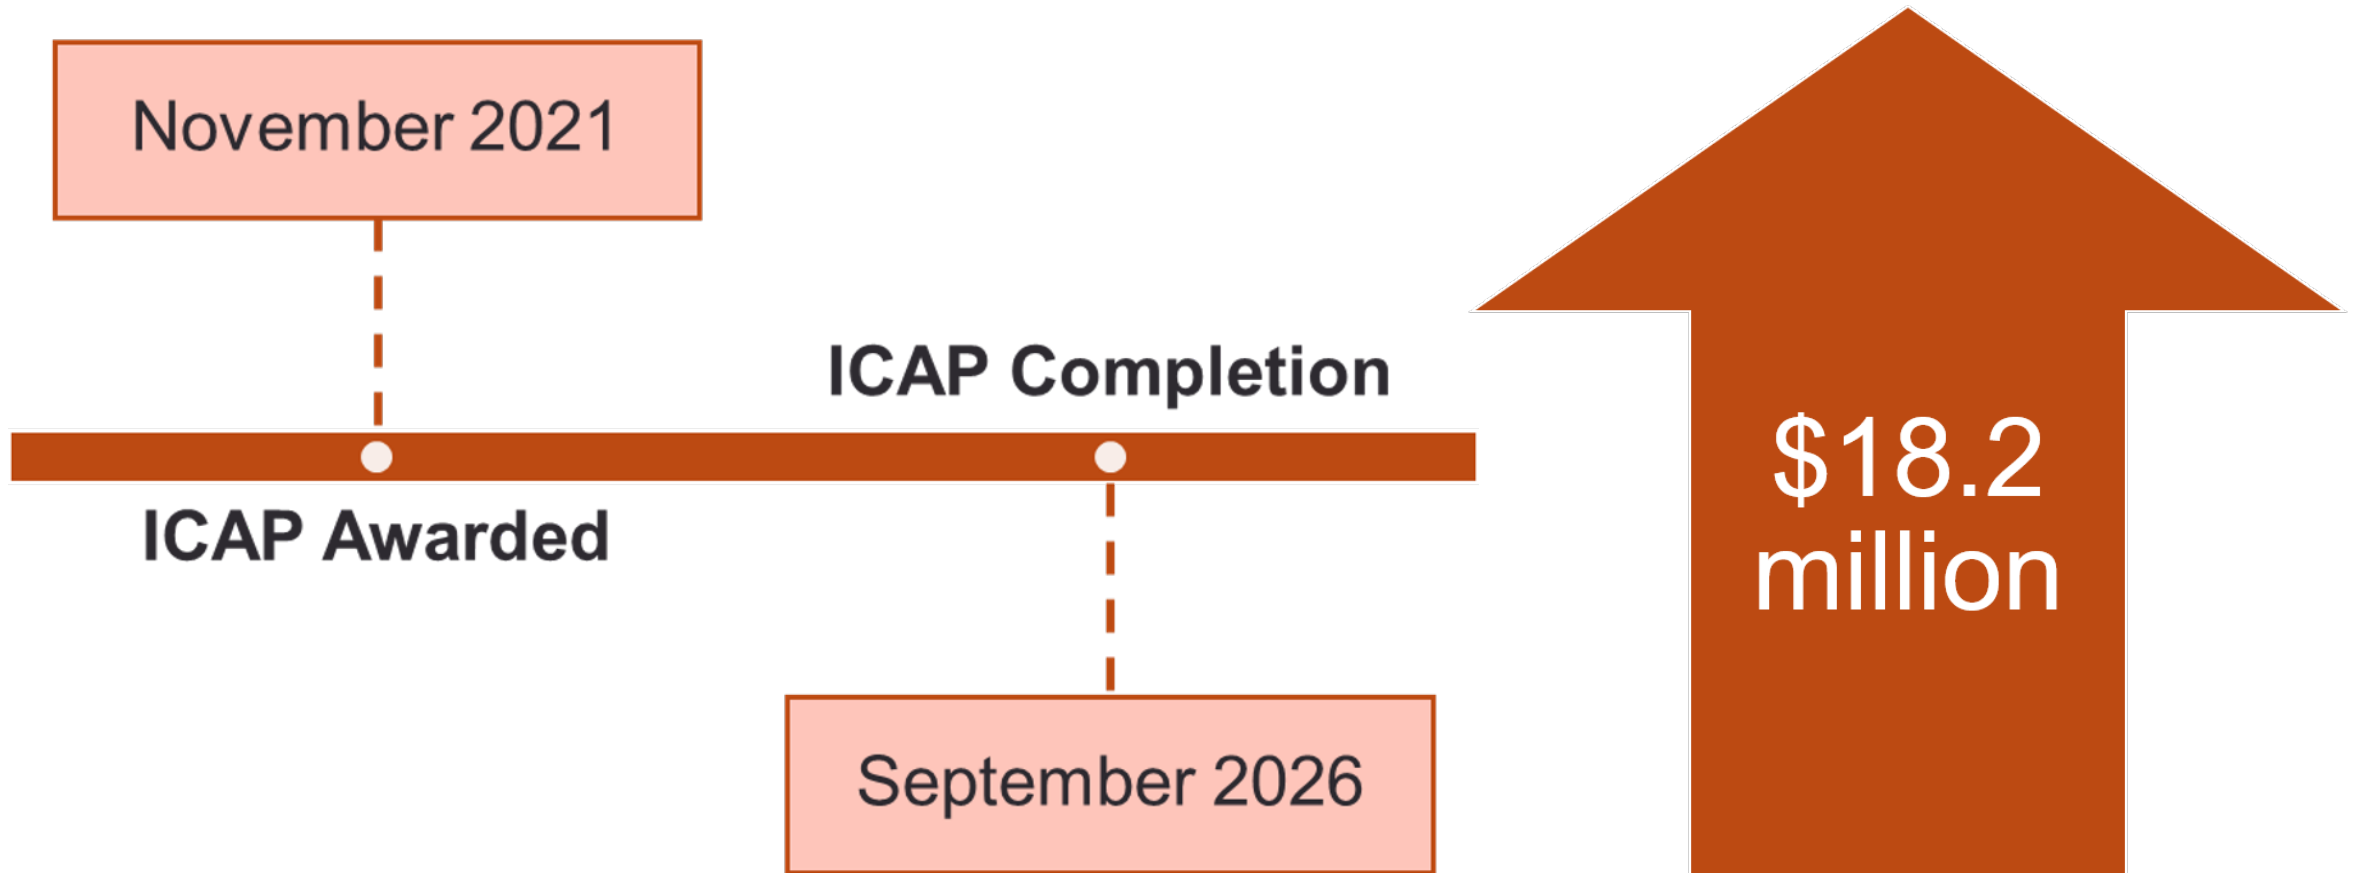 November 2021
ICAP Completion
ICAP Awarded
September 2026
$18.2
million